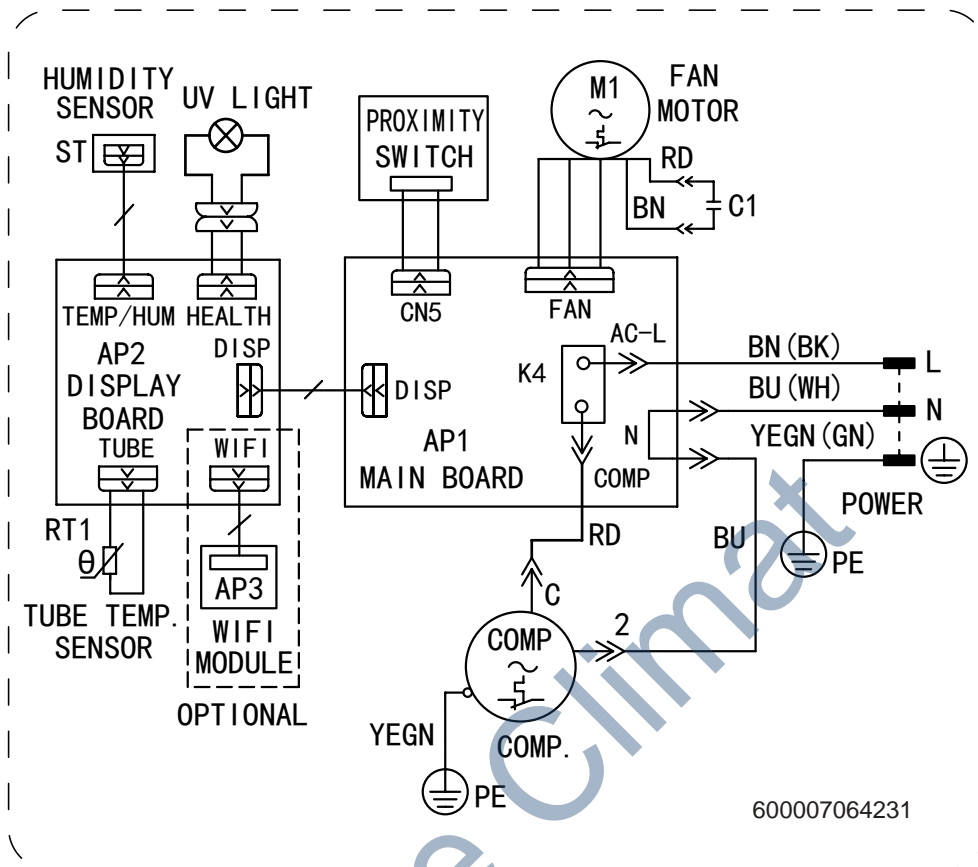 HUMIDITY
SENSOR
UV LIGHT
ST
PROXIMITY
SWITCH
M1
FAN
MOTOR
RD
BN
C1
TEMP/HUM
HEALTH
CN5
FAN
AP2
DISPLAY
BOARD
DISP
DISP
K4
AC-L
BN(BK)
L
BU(WH)
N
YEGN(GN)
POWER
PE
TUBE
WIFI
AP1
MAIN BOARD
N
COMP
RD
BU
RT1
θ
TUBE TEMP.
SENSOR
AP3
WIFI
MODULE
OPTIONAL
C
COMP
2
YEGN
COMP.
PE
600007064231
e Climat